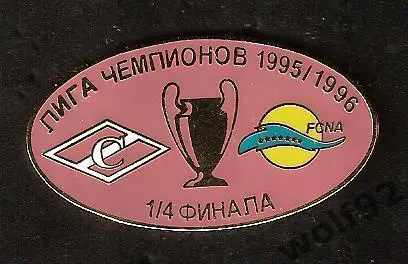 ЛИГА ЧЕМПИОНОВ 1995/1996
С
FCNA
1/4 ФИНАЛА
wolf92